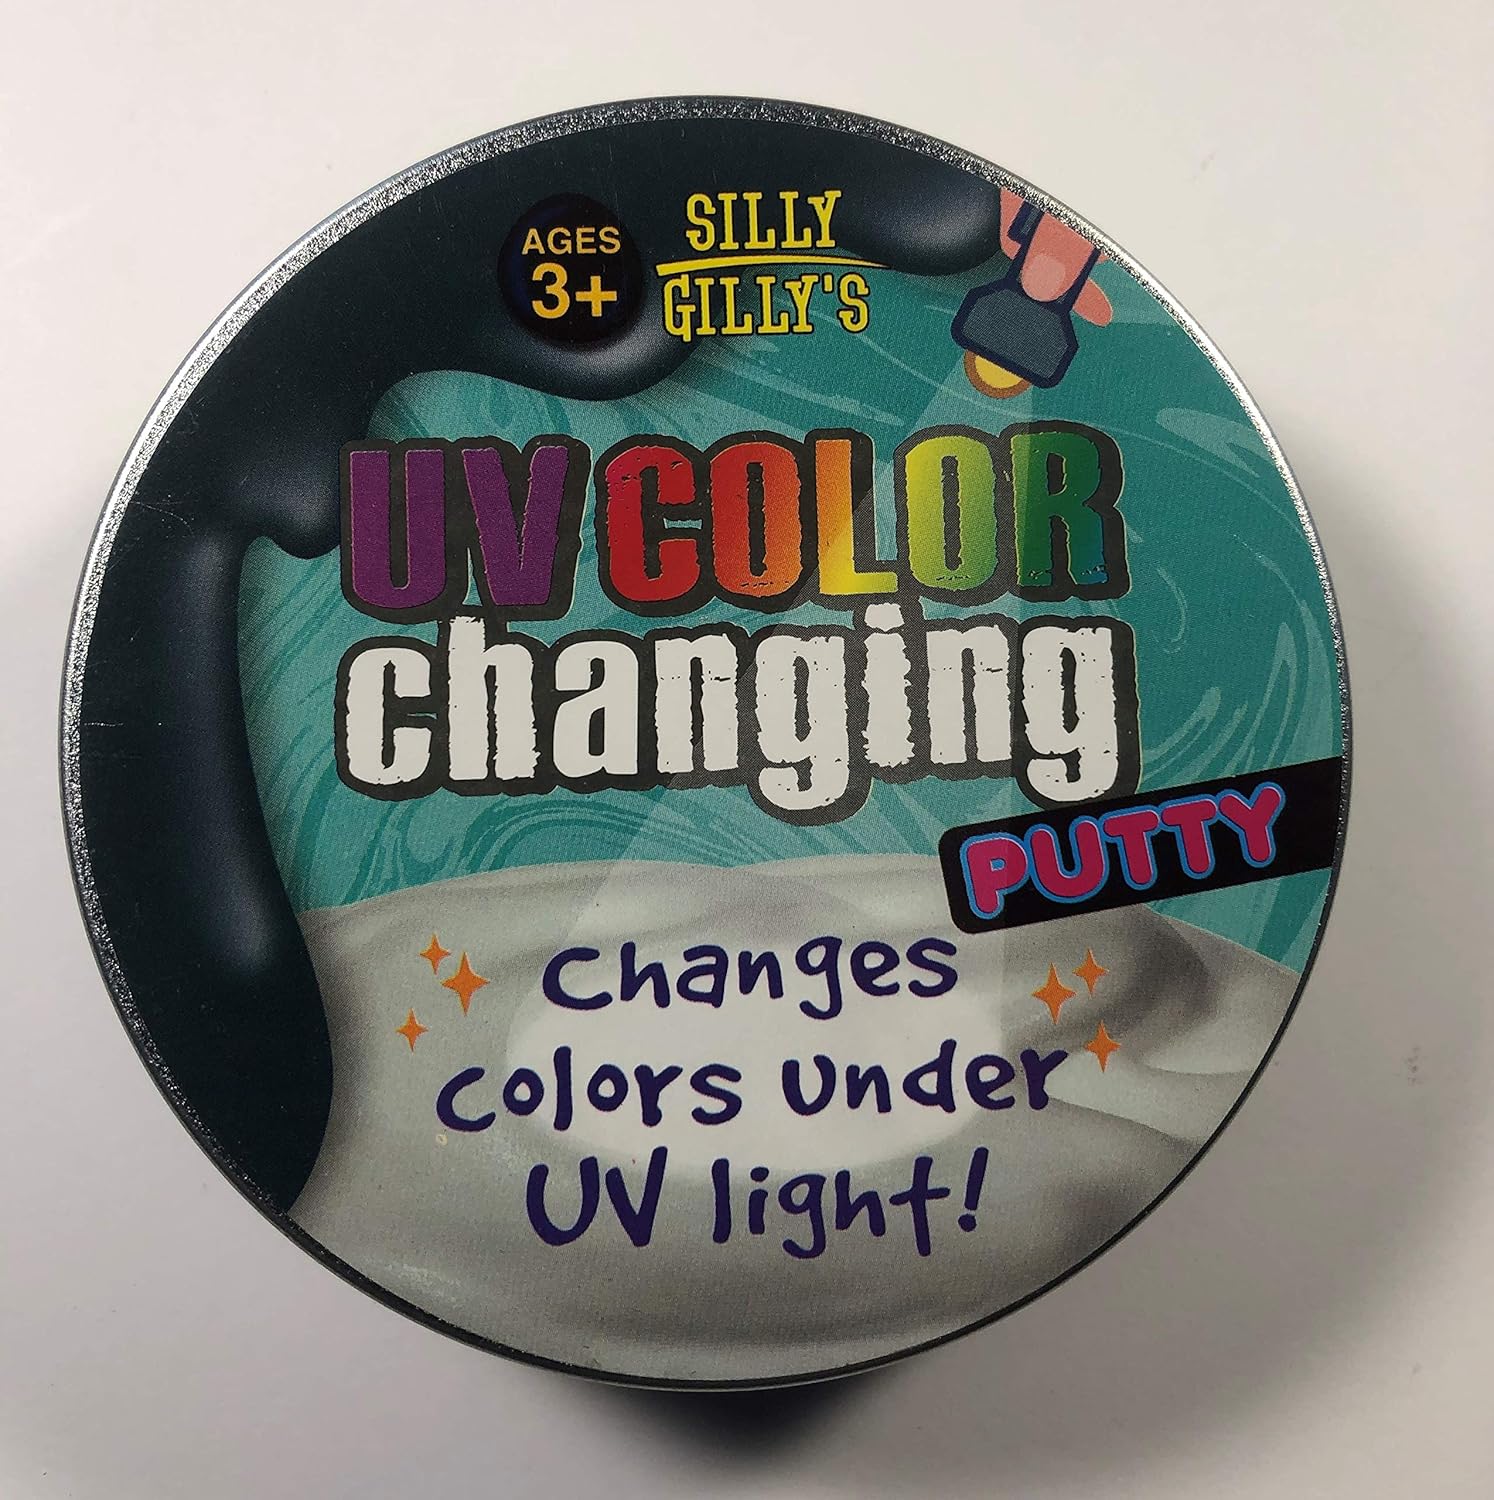 AGES
3+
SILLY
GILLY'S
UV COLOR
changing
PUTTY
Changes
colors under
UV light!